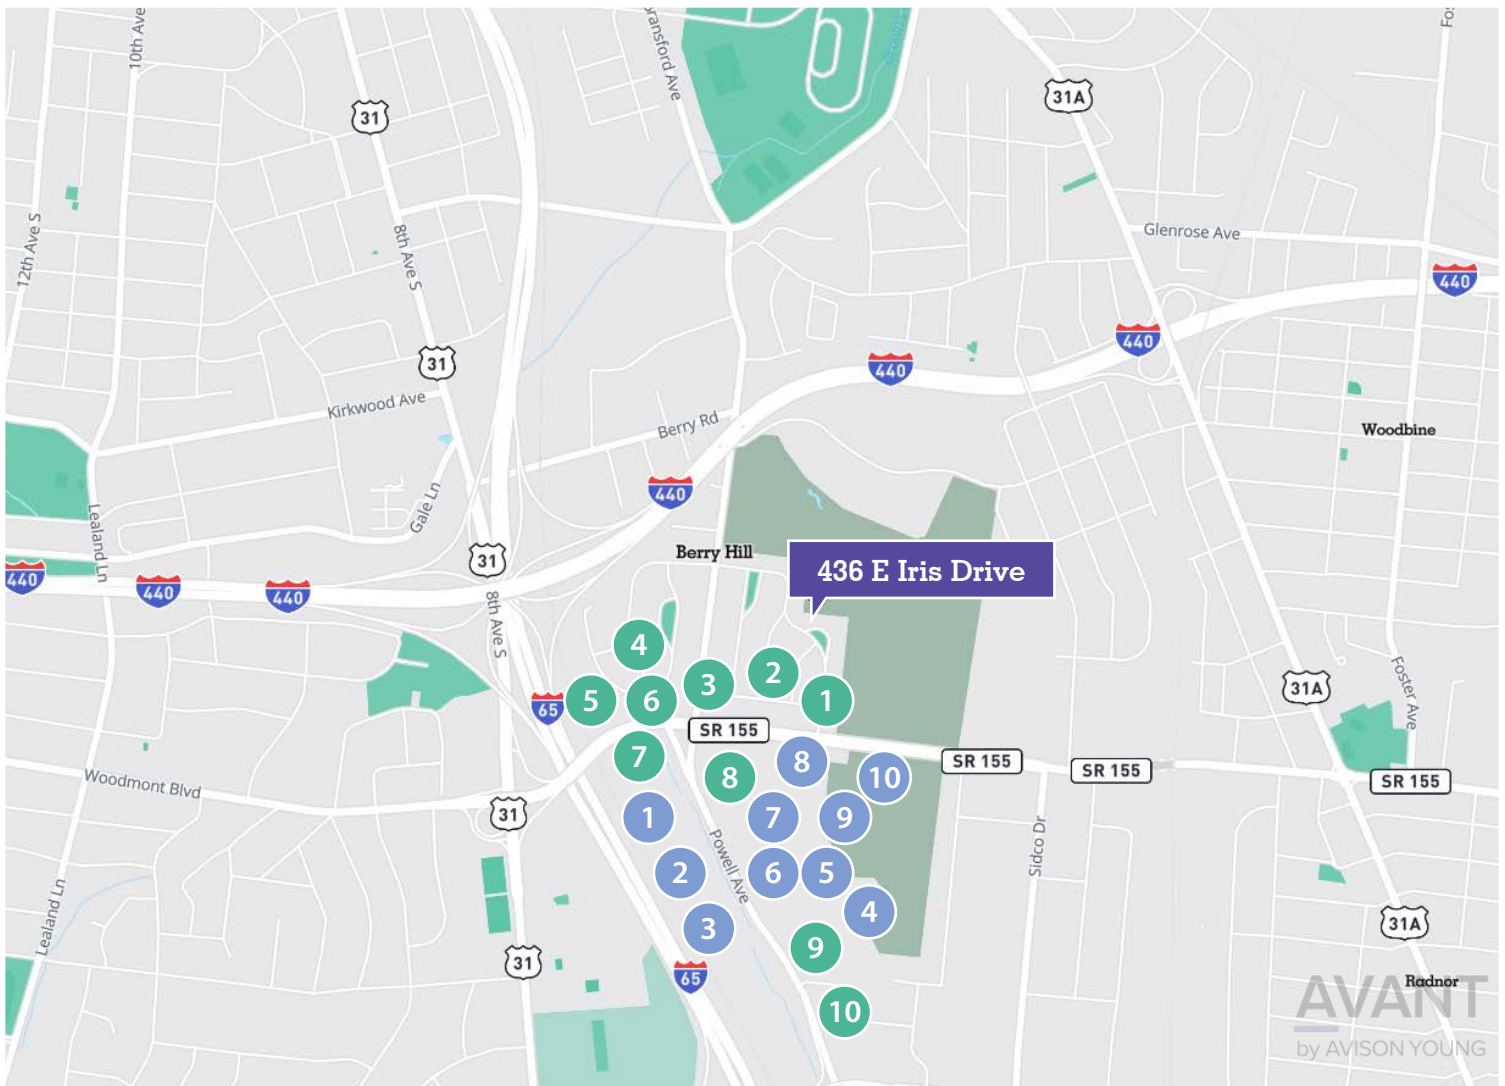 10th Ave
Bransford Ave
31
31A
12th Ave S
8th Ave S
Glenrose Ave
440
440
440
31
Kirkwood Ave
Berry Rd
Woodbine
440
Gale Ln
Lealand Ln
31
Berry Hill
440
440
440
436 E Iris Drive
8th Ave S
4
2
3
1
5
6
65
31A
Foster Ave
SR 155
7
8
8
10
SR 155
SR 155
SR 155
Woodmont Blvd
31
1
7
9
Powell Ave
Sidco Dr
2
6
5
4
3
9
31A
Lealand Ln
31
65
Radnor
10
AVANT
by AVISON YOUNG